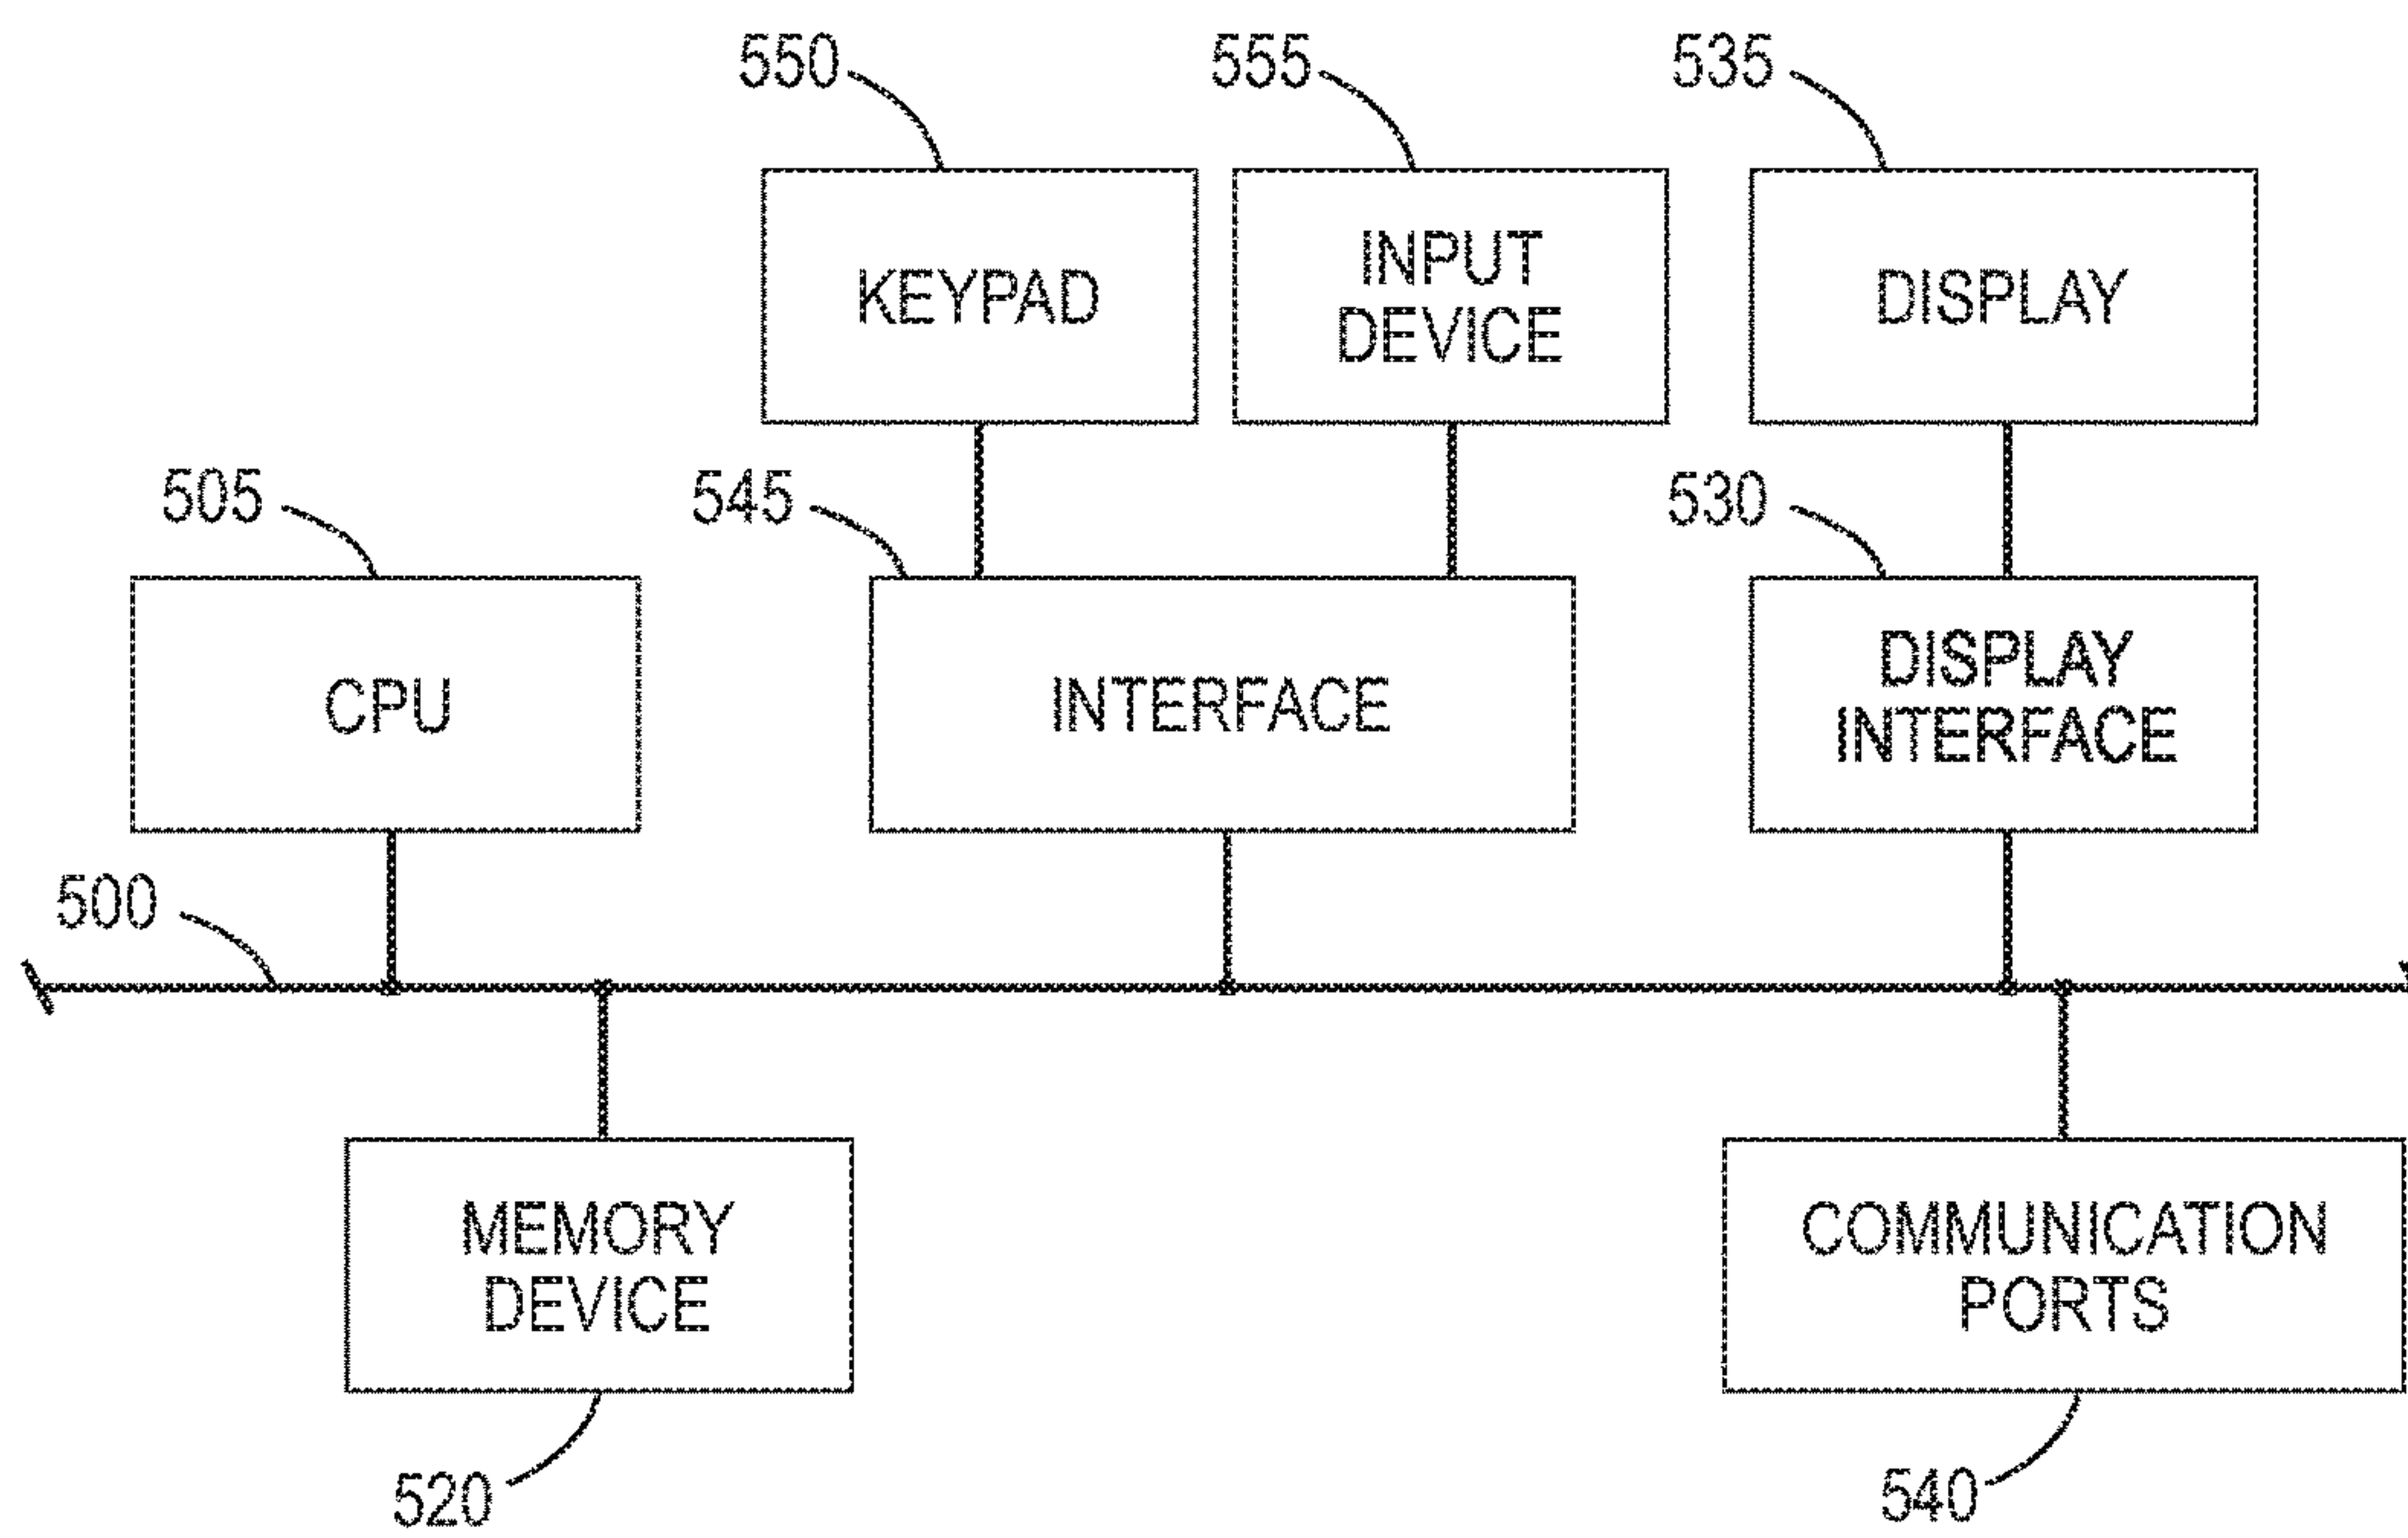 550
555
535
KEYPAD
INPUT
DEVICE
DISPLAY
505
545
530
CPU
INTERFACE
DISPLAY
INTERFACE
500
MEMORY
DEVICE
COMMUNICATION
PORTS
520
540